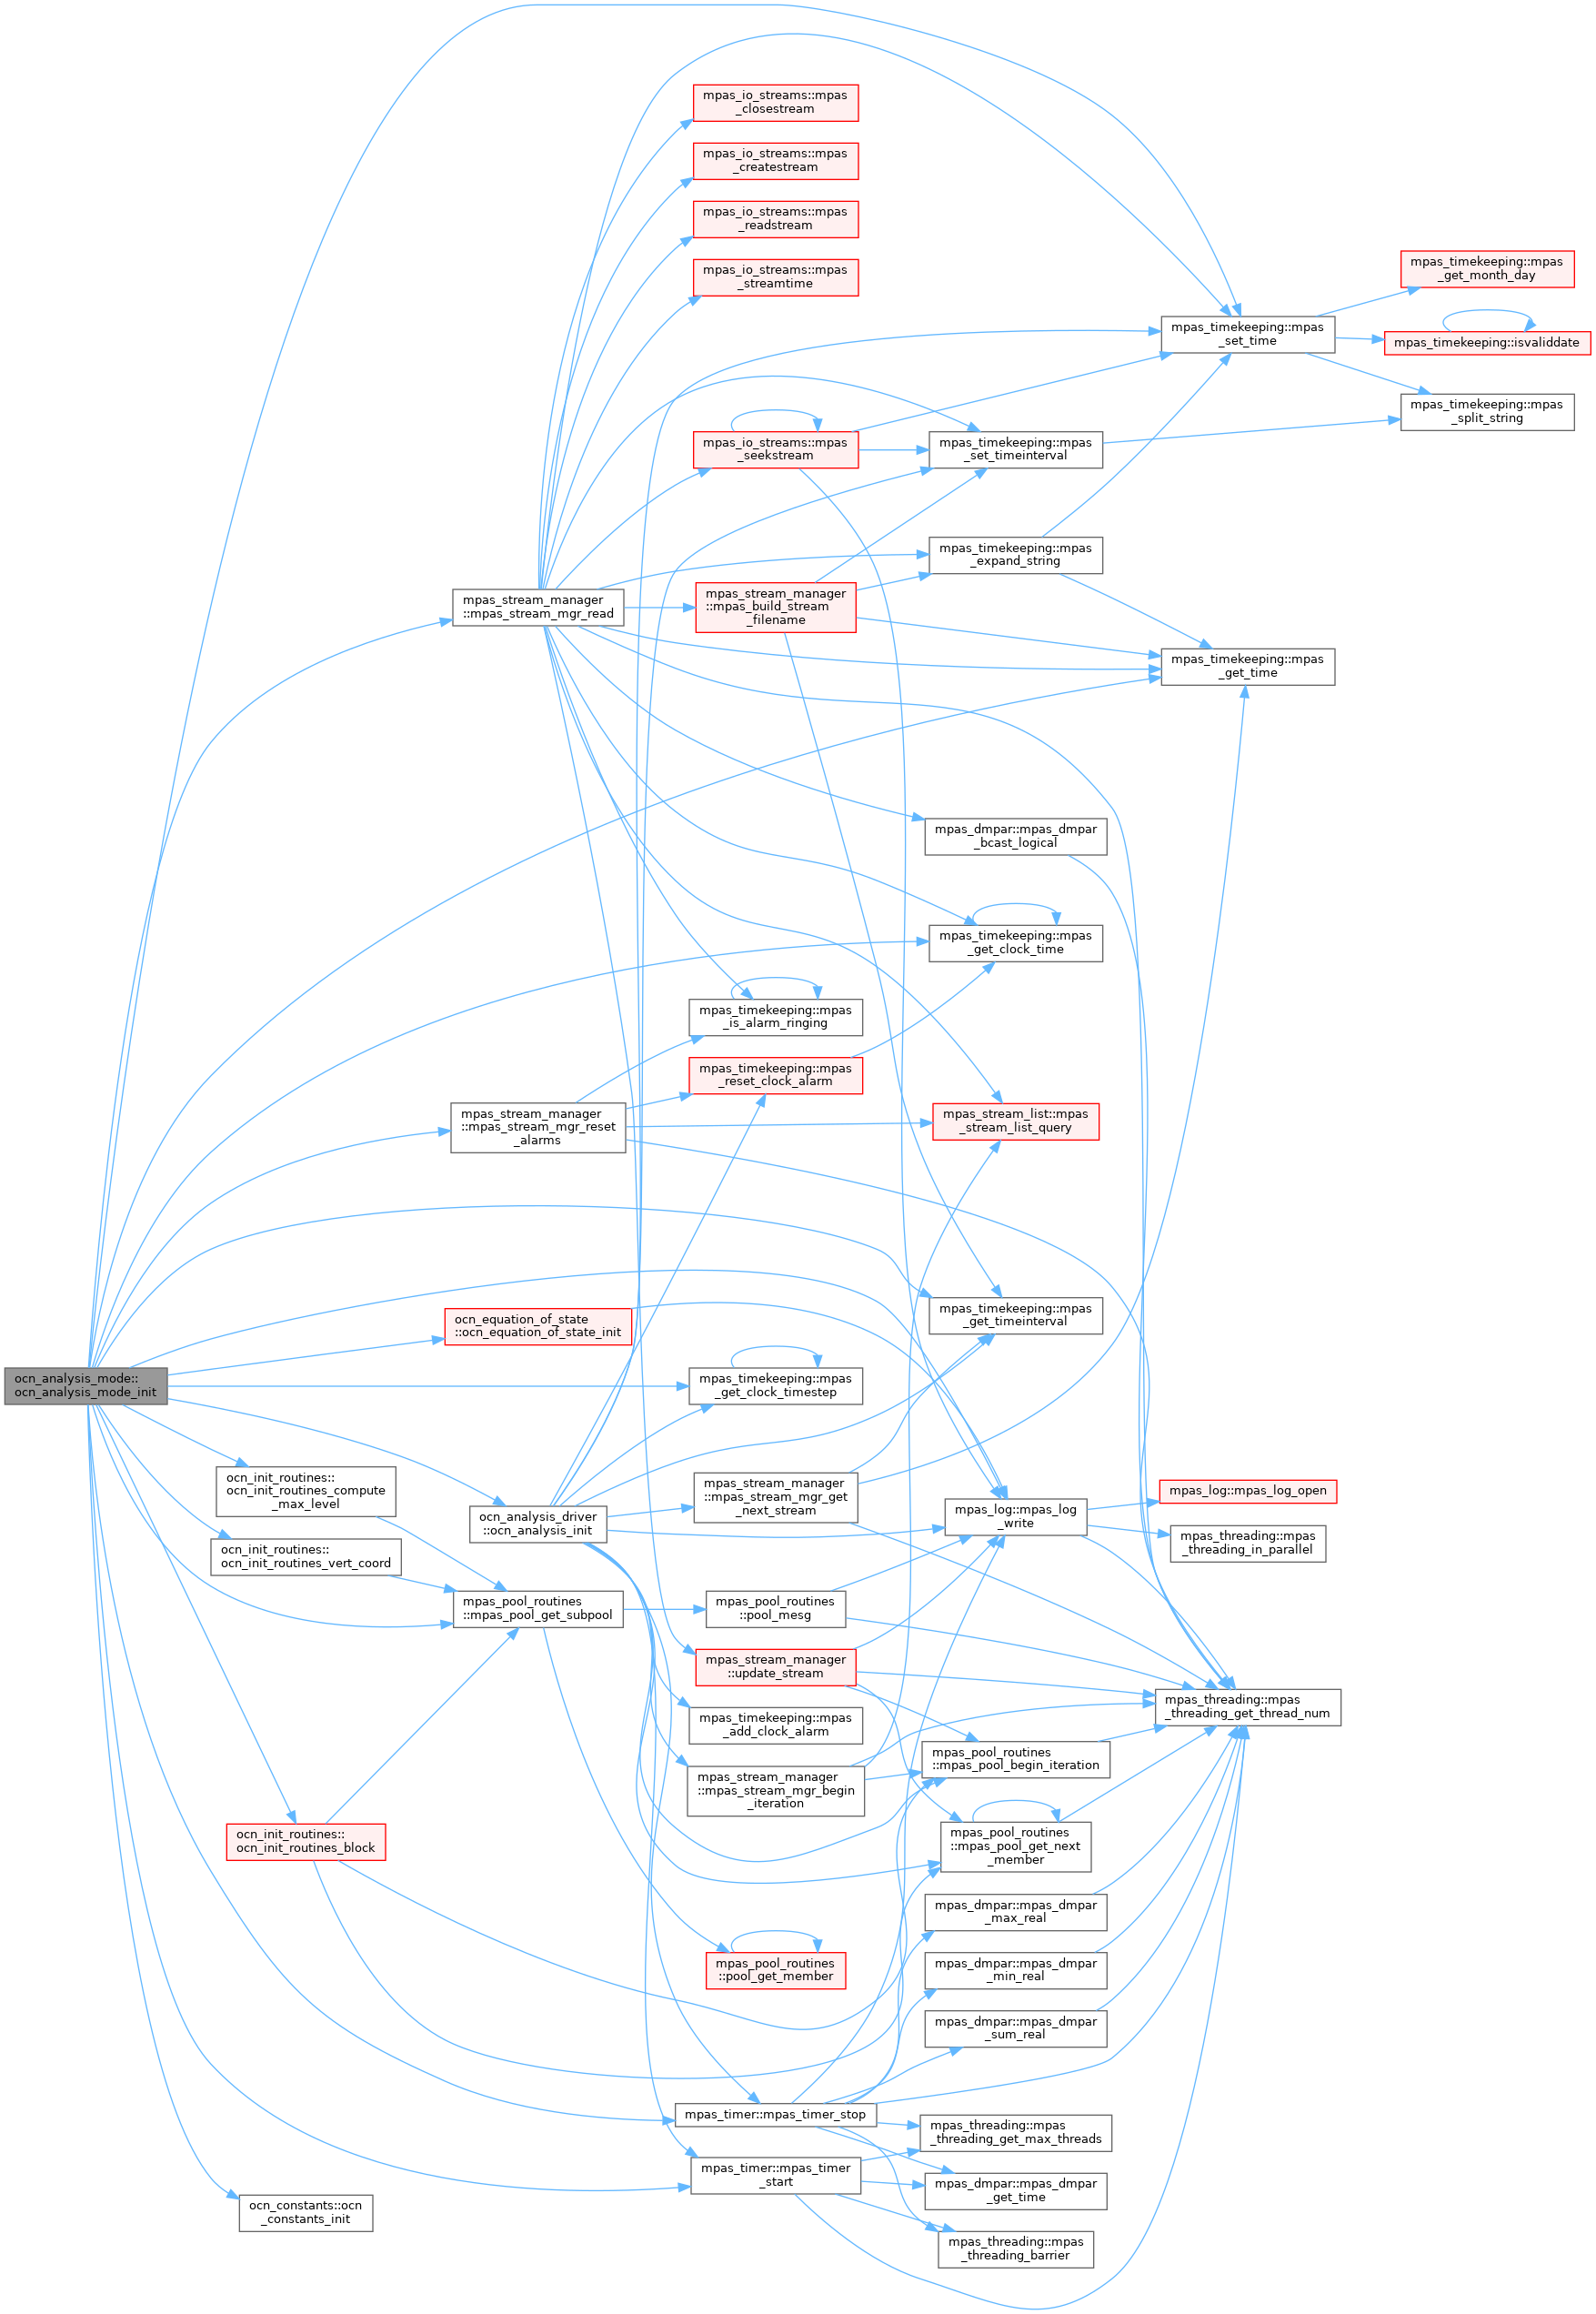 mpas_io_streams::mpas
_closestream
mpas_io_streams::mpas
_createstream
mpas_io_streams::mpas
_readstream
mpas_io_streams::mpas
_streamtime
mpas_timekeeping::mpas
_get_month_day
mpas_timekeeping::mpas
_set_time
mpas_timekeeping::isvaliddate
mpas_timekeeping::mpas
_split_string
mpas_io_streams::mpas
_seekstream
mpas_timekeeping::mpas
_set_timeinterval
mpas_timekeeping::mpas
_expand_string
mpas_stream_manager
::mpas_stream_mgr_read
mpas_stream_manager
::mpas_build_stream
_filename
mpas_timekeeping::mpas
_get_time
mpas_dmpar::mpas_dmpar
_bcast_logical
mpas_timekeeping::mpas
_get_clock_time
mpas_timekeeping::mpas
_is_alarm_ringing
mpas_timekeeping::mpas
_reset_clock_alarm
mpas_stream_manager
::mpas_stream_mgr_reset
_alarms
mpas_stream_list::mpas
_stream_list_query
mpas_timekeeping::mpas
_get_timeinterval
ocn_equation_of_state
::ocn_equation_of_state_init
ocn_analysis_mode::
ocn_analysis_mode_init
mpas_timekeeping::mpas
_get_clock_timestep
ocn_init_routines::
ocn_init_routines_compute
_max_level
ocn_analysis_driver
::ocn_analysis_init
mpas_stream_manager
::mpas_stream_mgr_get
_next_stream
mpas_log::mpas_log
_write
mpas_log::mpas_log_open
mpas_threading::mpas
_threading_in_parallel
ocn_init_routines::
ocn_init_routines_vert_coord
mpas_pool_routines
::mpas_pool_get_subpool
mpas_pool_routines
::pool_mesg
mpas_stream_manager
::update_stream
mpas_threading::mpas
_threading_get_thread_num
mpas_timekeeping::mpas
_add_clock_alarm
mpas_pool_routines
::mpas_pool_begin_iteration
mpas_stream_manager
::mpas_stream_mgr_begin
_iteration
ocn_init_routines::
ocn_init_routines_block
mpas_pool_routines
::mpas_pool_get_next
_member
mpas_dmpar::mpas_dmpar
_max_real
mpas_pool_routines
::pool_get_member
mpas_dmpar::mpas_dmpar
_min_real
mpas_dmpar::mpas_dmpar
_sum_real
mpas_timer::mpas_timer_stop
mpas_threading::mpas
_threading_get_max_threads
mpas_timer::mpas_timer
_start
mpas_dmpar::mpas_dmpar
_get_time
ocn_constants::ocn
_constants_init
mpas_threading::mpas
_threading_barrier